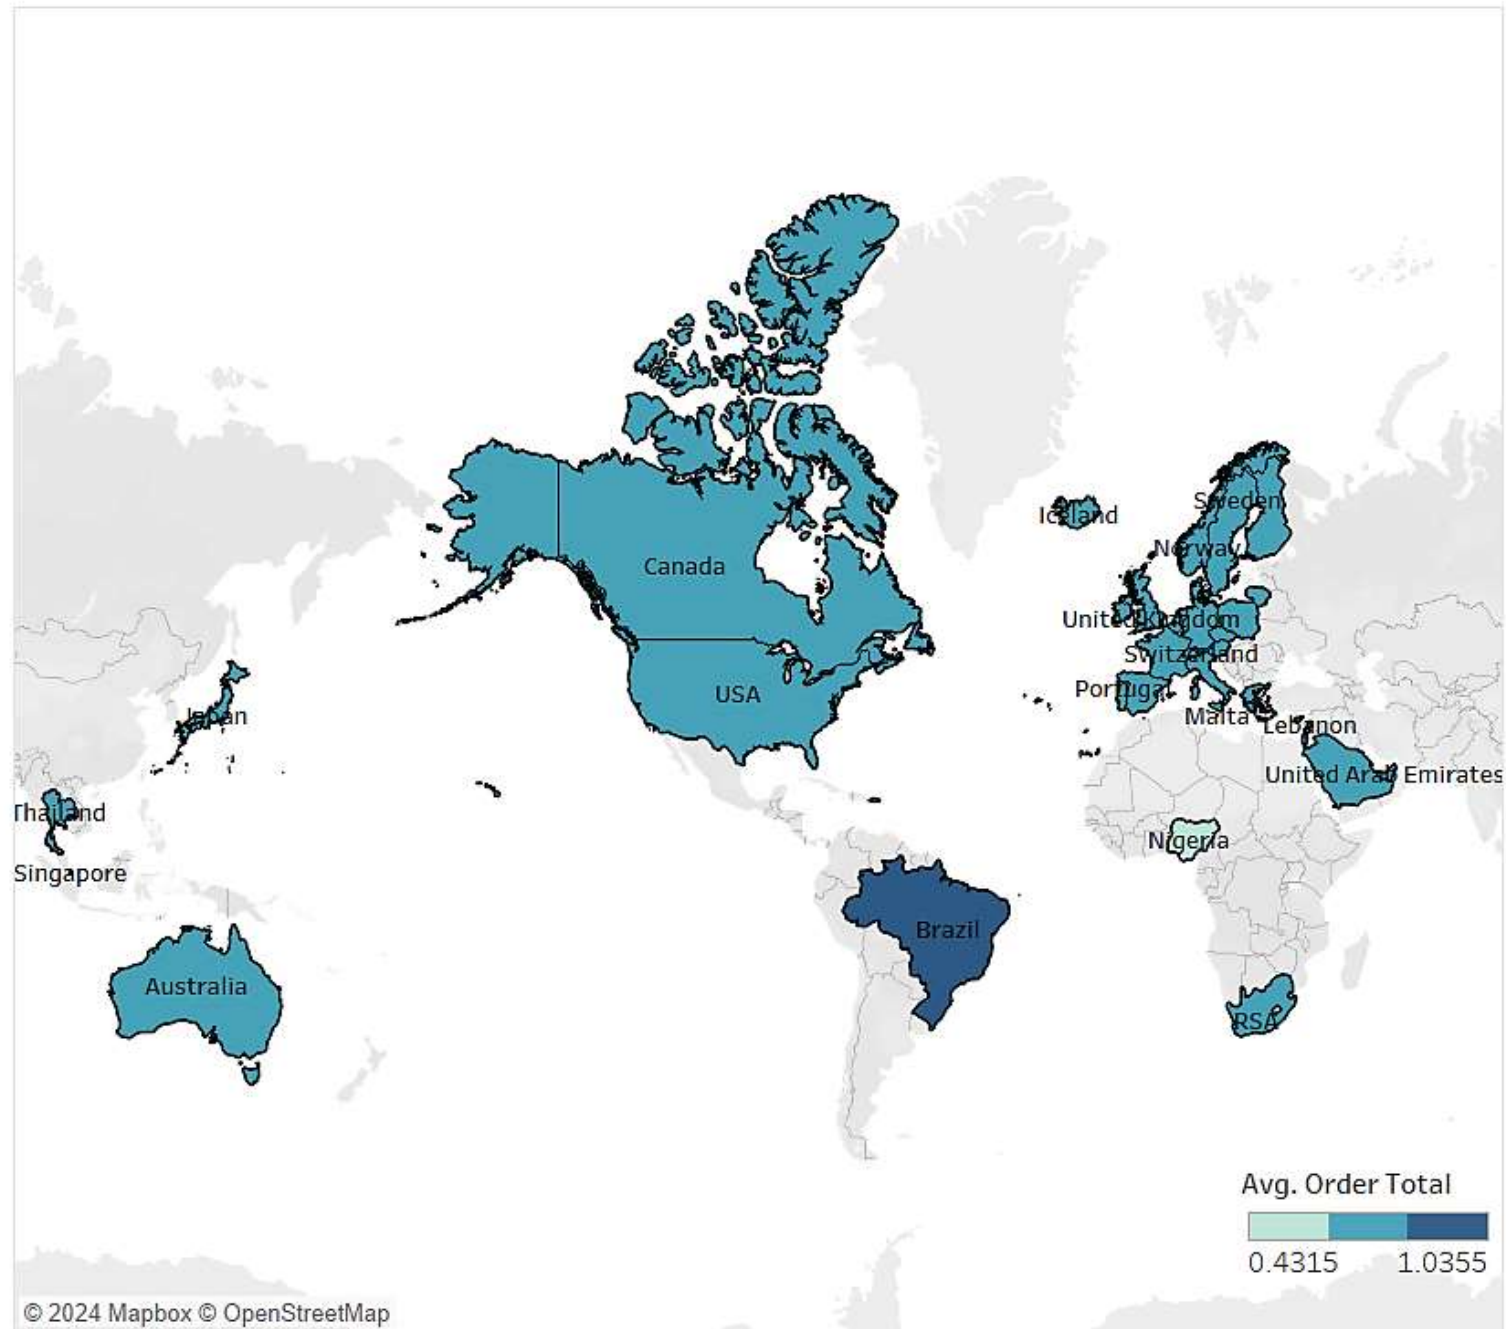 Sweden
Iceland
Norway
Canada
United Kingdom
Switzerland
Portugal
USA
Japan
Malta
Lebanon
United Arab Emirates
Thailand
Nigeria
Singapore
Brazil
Australia
RSA
Avg. Order Total
0.4315 1.0355
© 2024 Mapbox © OpenStreetMap